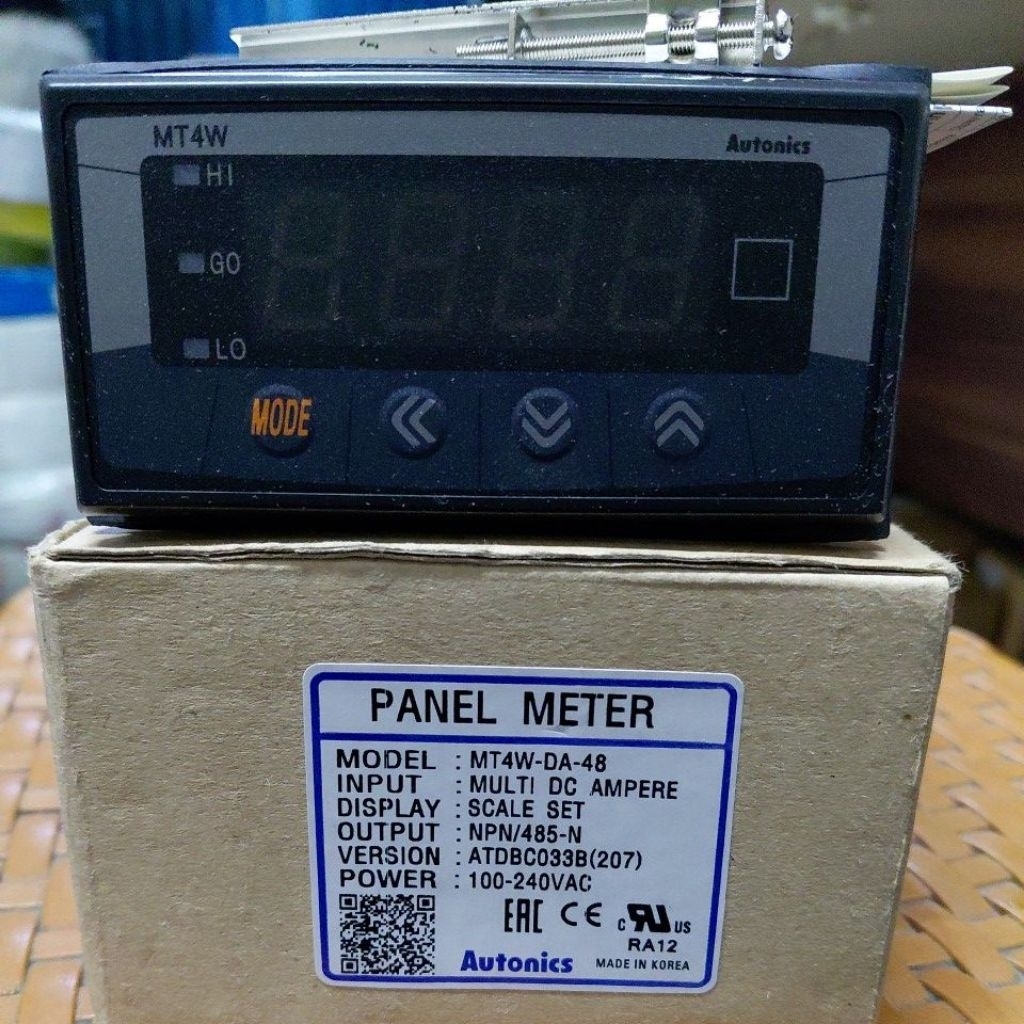 MT4W
Autonics
HI
GO
LO
MODE
PANEL METER
MODEL : MT4W-DA-48
INPUT : MULTI DC AMPERE
DISPLAY : SCALE SET
OUTPUT : NPN/485-N
VERSION : ATDBC033B(207)
POWER : 100-240VAC
EAC CE c RU US
RA12
Autonics MADE IN KOREA